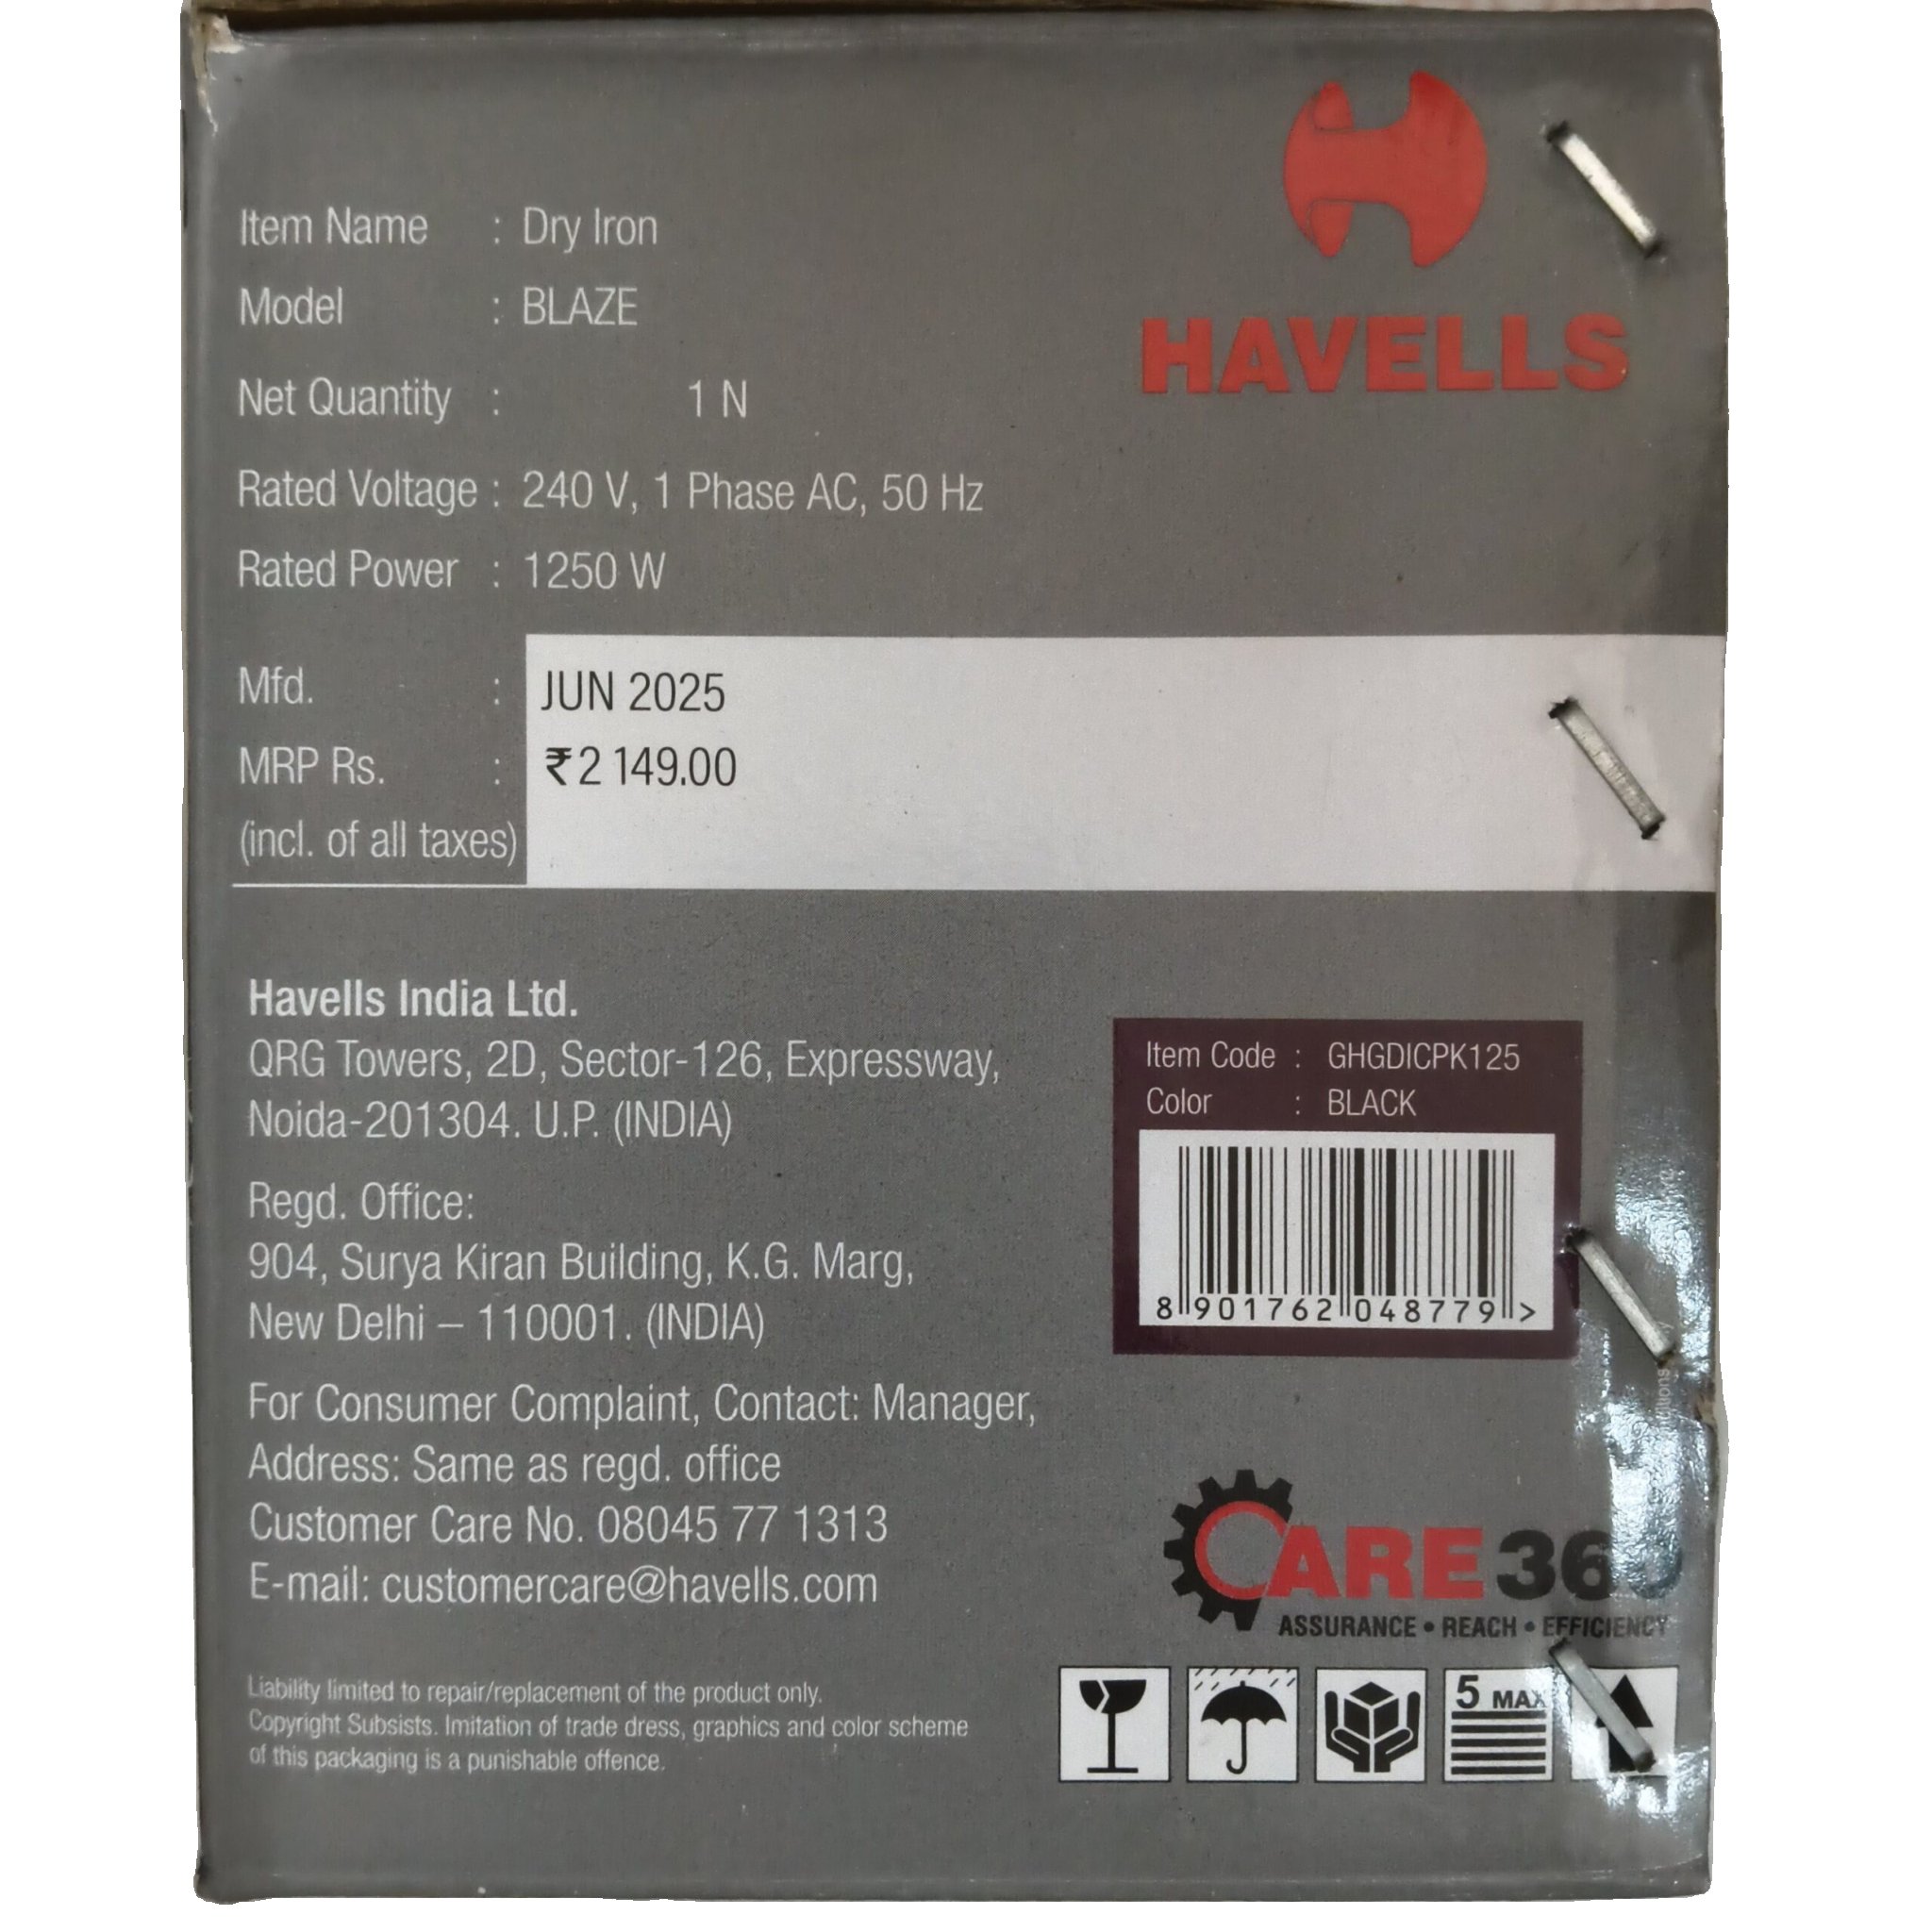 HAVELLS
Item Name : Dry Iron
Model : BLAZE
Net Quantity : 1 N
Rated Voltage : 240 V, 1 Phase AC, 50 Hz
Rated Power : 1250 W
Mfd. : JUN 2025
MRP Rs. : ₹2 149.00
(incl. of all taxes)
Havells India Ltd.
QRG Towers, 2D, Sector-126, Expressway,
Noida-201304. U.P. (INDIA)
Regd. Office:
904, Surya Kiran Building, K.G. Marg,
New Delhi – 110001. (INDIA)
For Consumer Complaint, Contact: Manager,
Address: Same as regd. office
Customer Care No. 08045 77 1313
E-mail: customercare@havells.com
Liability limited to repair/replacement of the product only.
Copyright Subsists. Imitation of trade dress, graphics and color scheme
of this packaging is a punishable offence.
Item Code : GHGDICPK125
Color : BLACK
8 901762 048779 >
CARE 360
ASSURANCE • REACH • EFFICIENCY
5 MAX